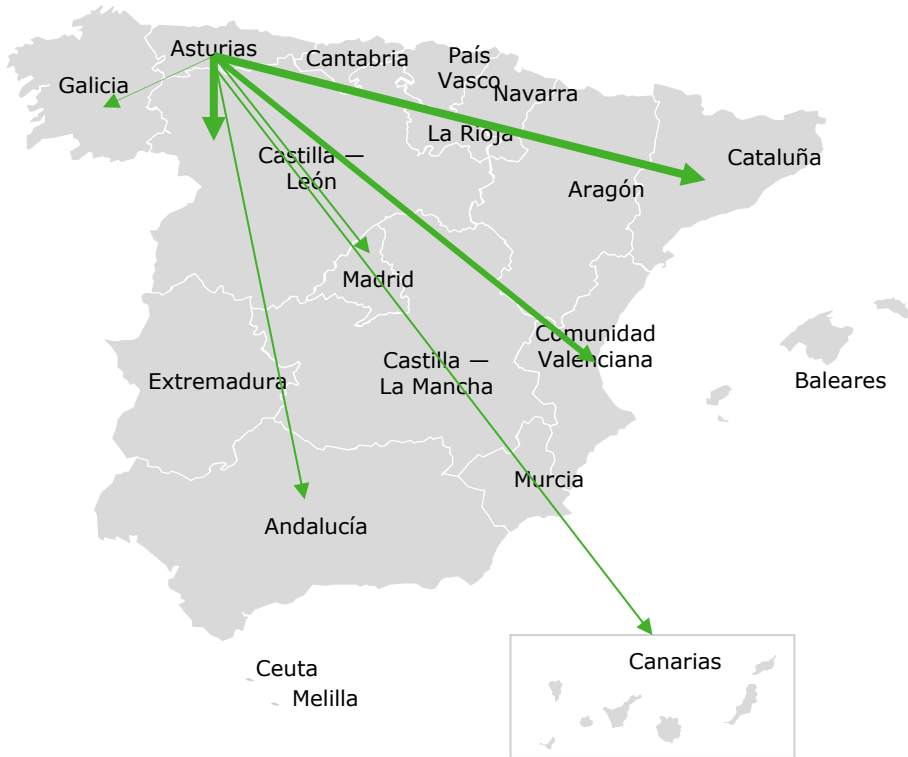 Asturias
Cantabria
País
Vasco
Galicia
Navarra
La Rioja
Castilla —
León
Cataluña
Aragón
Madrid
Comunidad
Valenciana
Castilla —
La Mancha
Extremadura
Baleares
Murcia
Andalucía
Canarias
Ceuta
Melilla